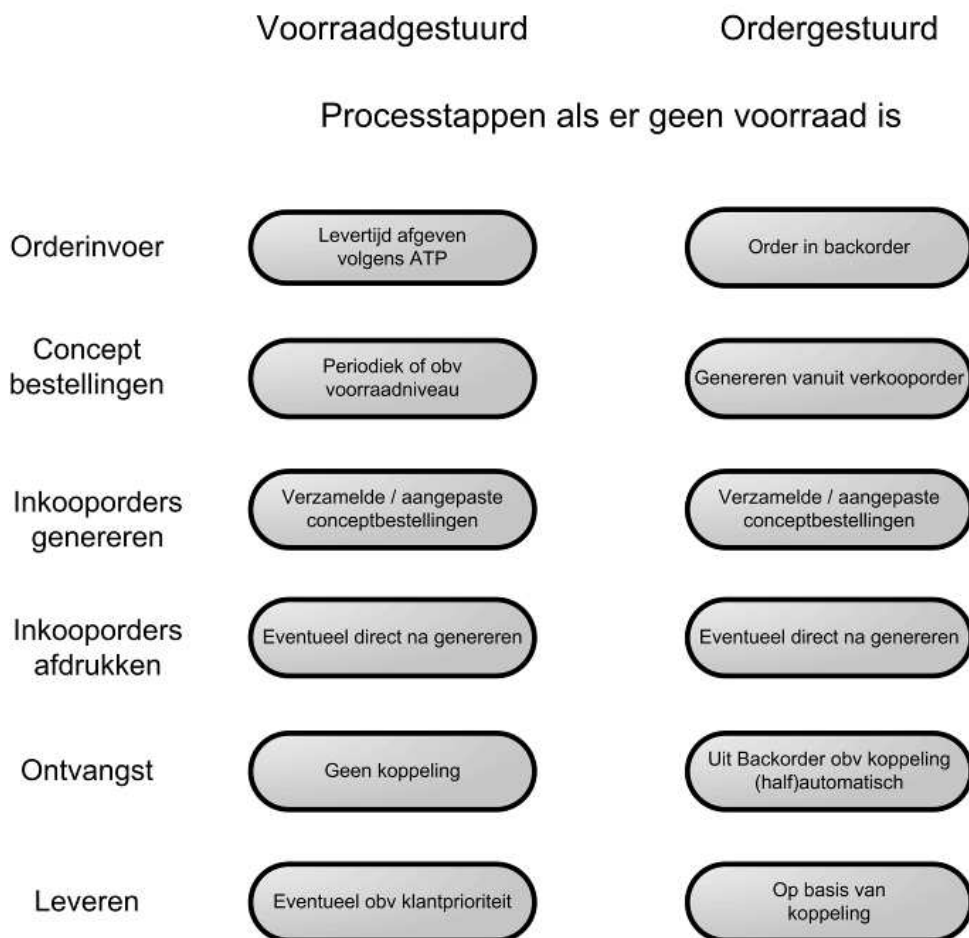 Voorraadgestuurd
Ordergestuurd
Processtappen als er geen voorraad is
Orderinvoer
Levertijd afgeven
volgens ATP
Order in backorder
Concept
bestellingen
Periodiek of obv
voorraadniveau
Genereren vanuit verkooporder
Inkooporders
genereren
Verzamelde / aangepaste
conceptbestellingen
Verzamelde / aangepaste
conceptbestellingen
Inkooporders
afdrukken
Eventueel direct na genereren
Eventueel direct na genereren
Ontvangst
Geen koppeling
Uit Backorder obv koppeling
(half)automatisch
Leveren
Eventueel obv klantprioriteit
Op basis van
koppeling